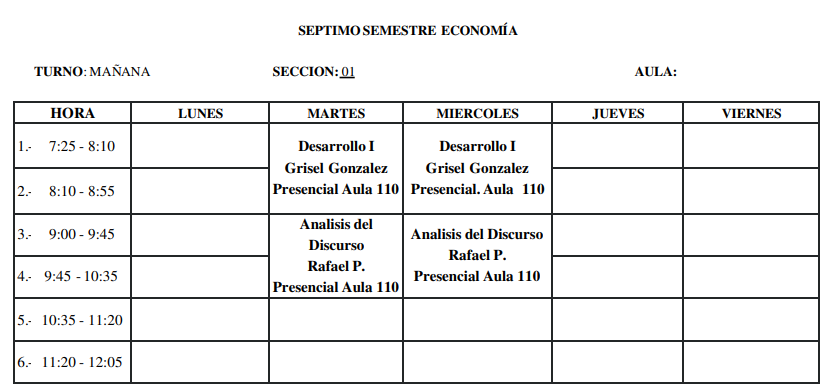 SEPTIMO SEMESTRE ECONOMÍA
TURNO: MAÑANA SECCION: 01 AULA:
HORA LUNES MARTES MIERCOLES JUEVES VIERNES
1.- 7:25 - 8:10
2.- 8:10 - 8:55
Desarrollo I
Grisel Gonzalez
Presencial Aula 110
Desarrollo I
Grisel Gonzalez
Presencial. Aula 110
3.- 9:00 - 9:45
4.- 9:45 - 10:35
Analisis del
Discurso
Rafael P.
Presencial Aula 110
Analisis del Discurso
Rafael P.
Presencial Aula 110
5.- 10:35 - 11:20
6.- 11:20 - 12:05